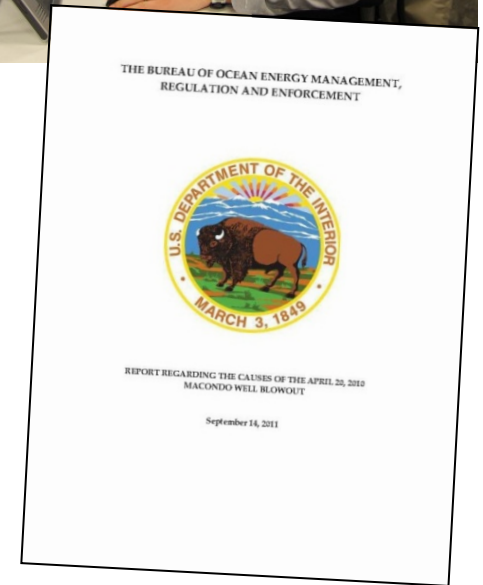 THE BUREAU OF OCEAN ENERGY MANAGEMENT,
REGULATION AND ENFORCEMENT
U.S. DEPARTMENT OF THE INTERIOR
MARCH 3, 1849
REPORT REGARDING THE CAUSES OF THE APRIL 20, 2010
MACONDO WELL BLOWOUT
September 14, 2011